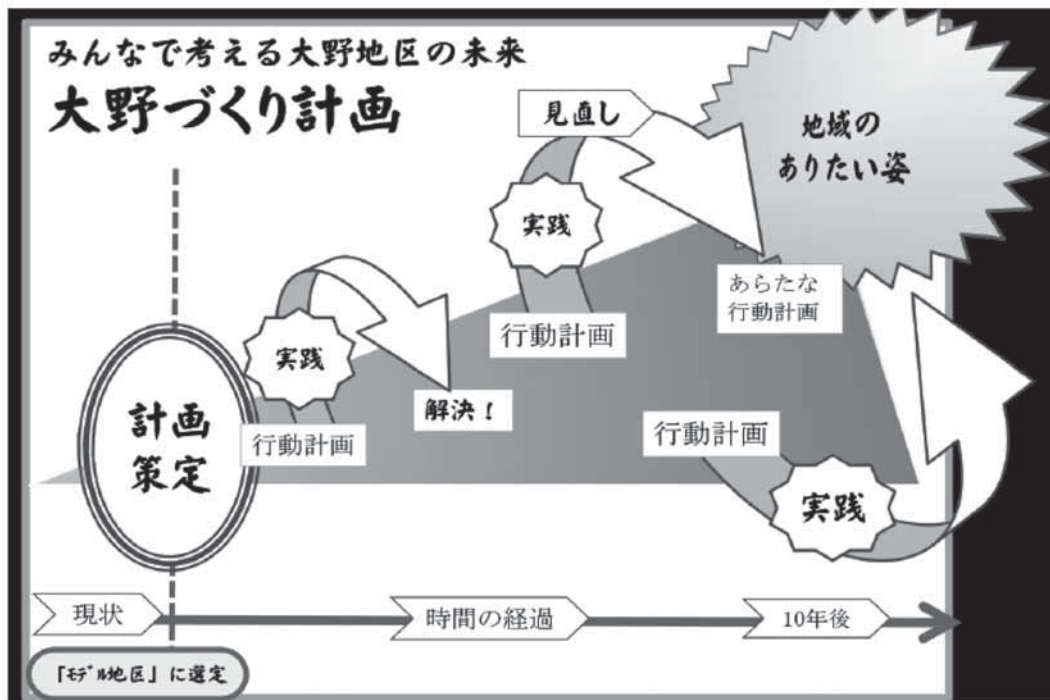 みんなで考える大野地区の未来
大野づくり計画
見直し
地域の
ありたい姿
実践
あらたな
行動計画
行動計画
実践
解決！
行動計画
計画
策定
行動計画
実践
現状
時間の経過
10年後
「ﾓﾃﾞﾙ地区」に選定